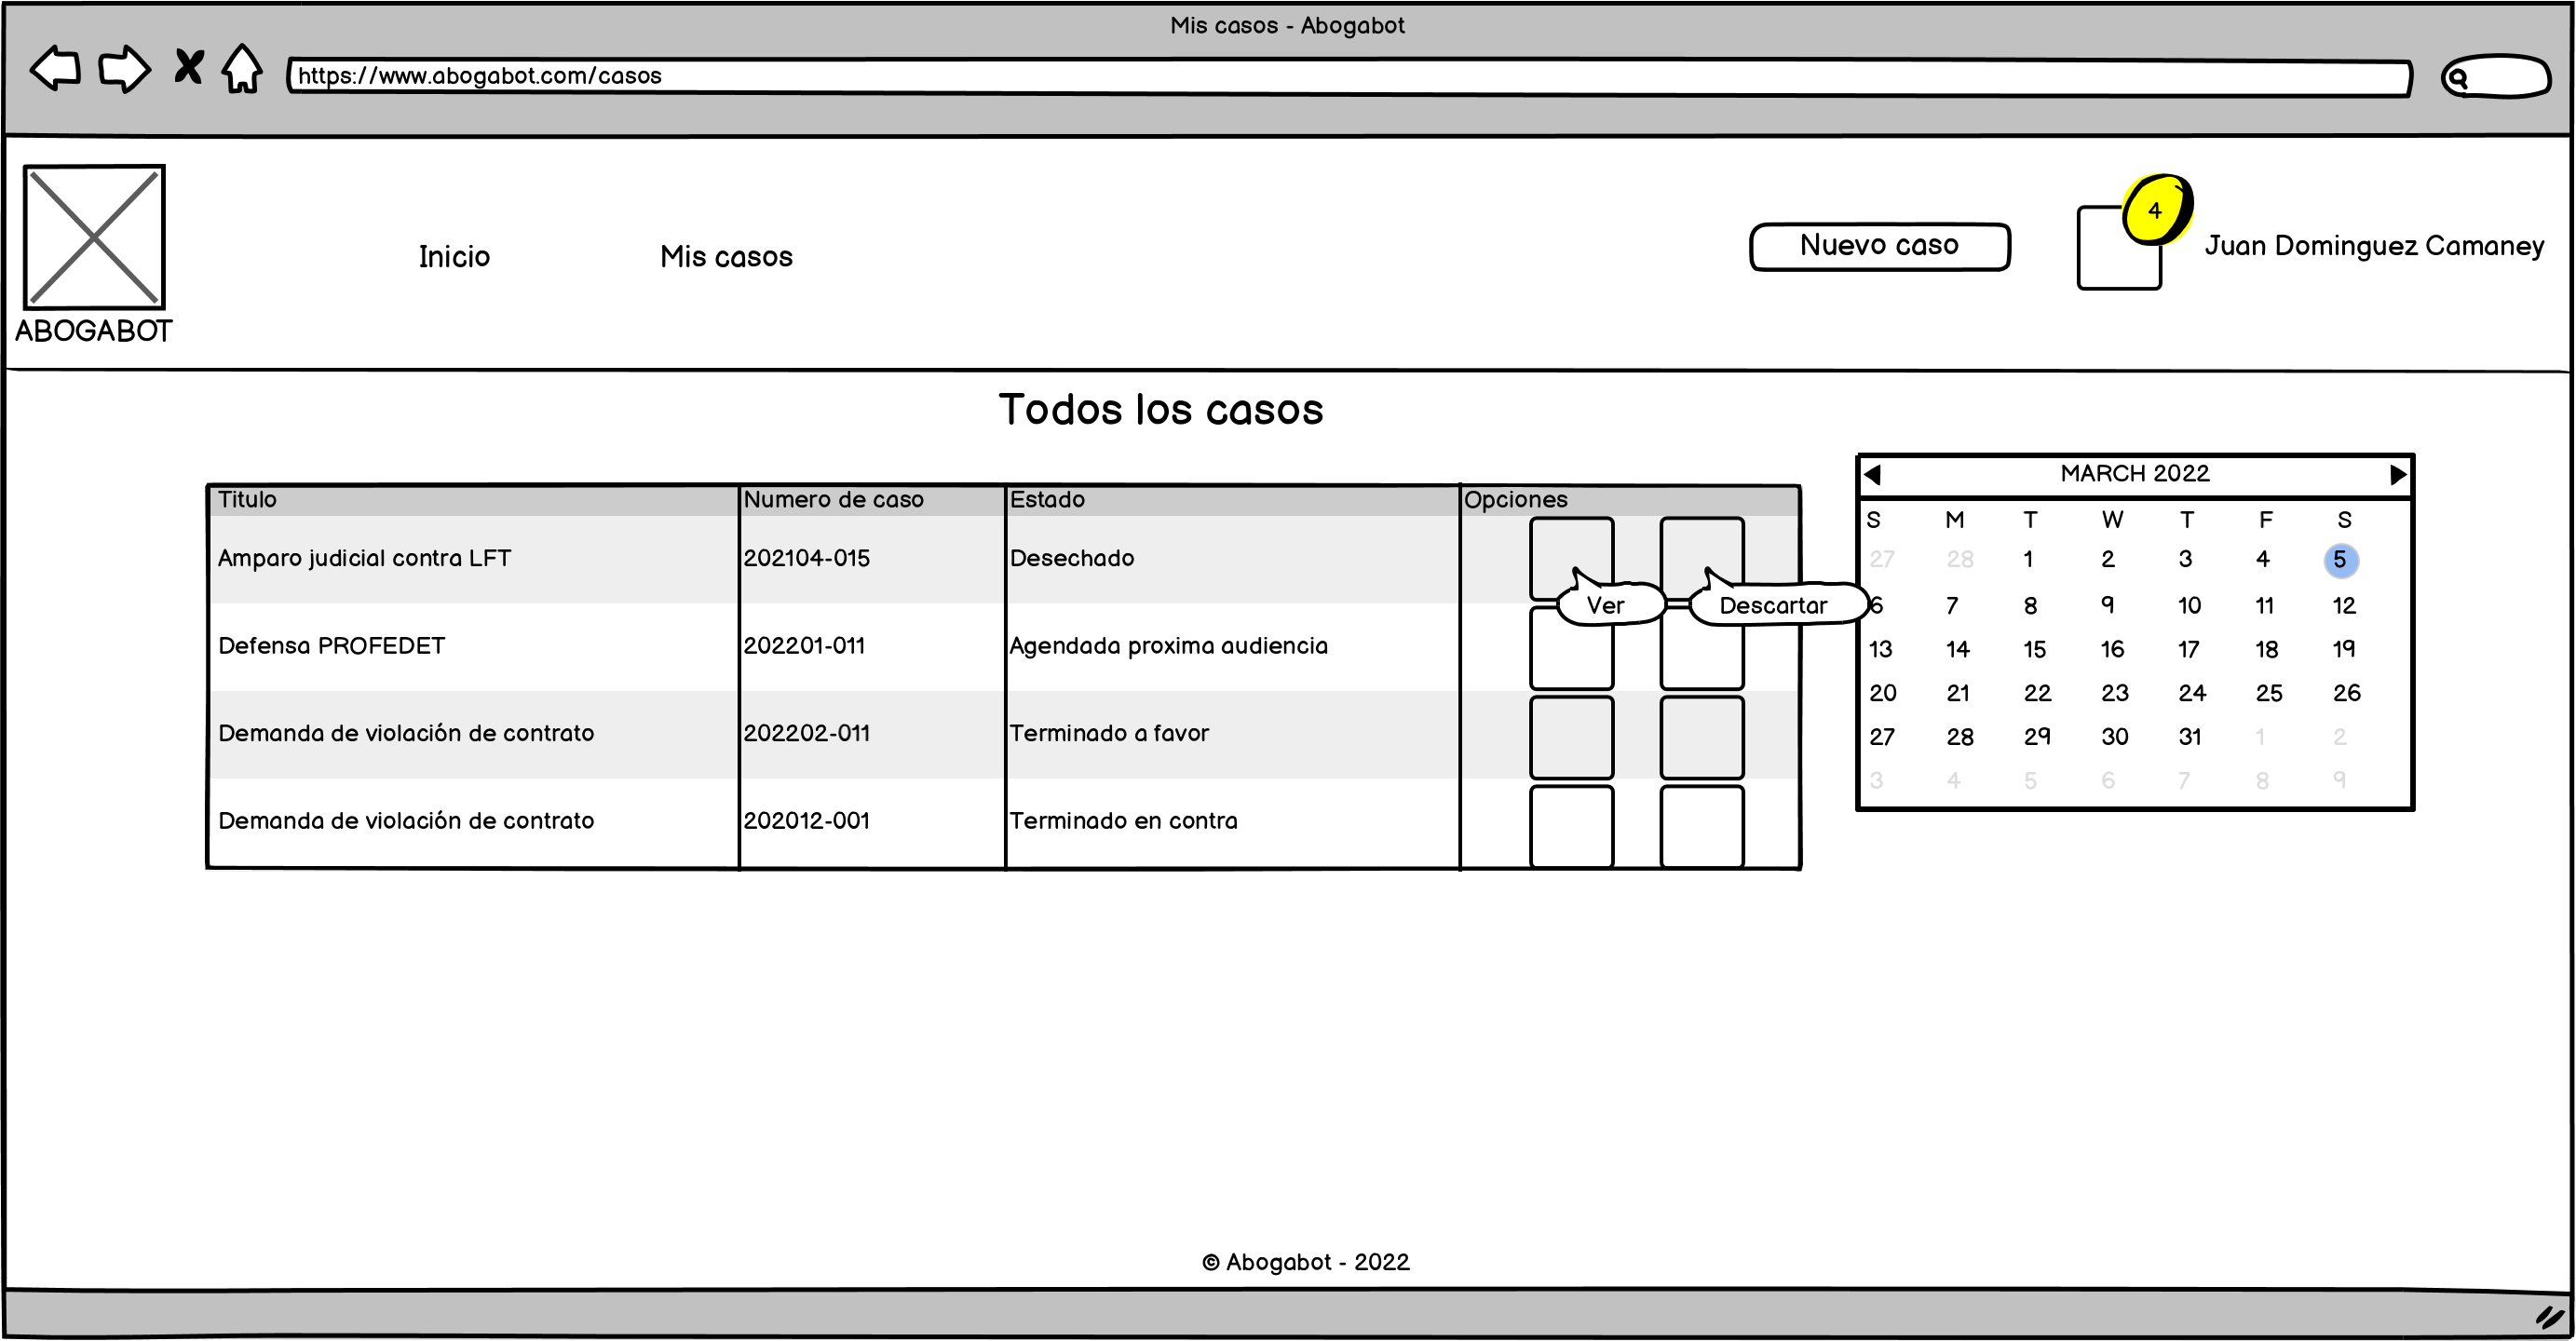 Mis casos - Abogabot
https://www.abogabot.com/casos
4
Inicio
Mis casos
Nuevo caso
Juan Dominguez Camaney
ABOGABOT
Todos los casos
MARCH 2022
Titulo Numero de caso Estado Opciones
Amparo judicial contra LFT 202104-015 Desechado
Ver
Descartar
Defensa PROFEDET 202201-011 Agendada proxima audiencia
Demanda de violación de contrato 202202-011 Terminado a favor
Demanda de violación de contrato 202012-001 Terminado en contra
S M T W T F S
27 28 1 2 3 4 5
6 7 8 9 10 11 12
13 14 15 16 17 18 19
20 21 22 23 24 25 26
27 28 29 30 31 1 2
3 4 5 6 7 8 9
© Abogabot - 2022